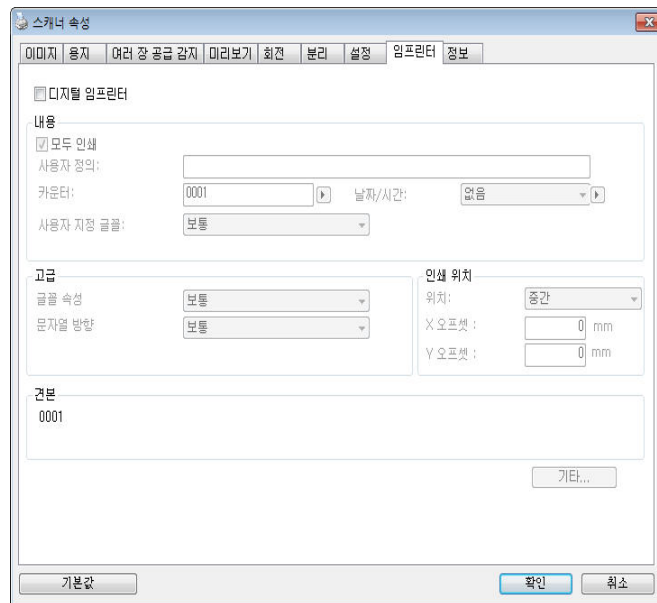 스캐너 속성
이미지 용지 여러 장 공급 감지 미리보기 회전 분리 설정 임프린터 정보
디지털 임프린터
내용
모두 인쇄
사용자 정의:
카운터: 0001 날짜/시간: 없음
사용자 지정 글꼴: 보통
고급
글꼴 속성 보통
문자열 방향 보통
인쇄 위치
위치: 중간
X 오프셋 : 0 mm
Y 오프셋 : 0 mm
견본
0001
기타...
기본값 확인 취소